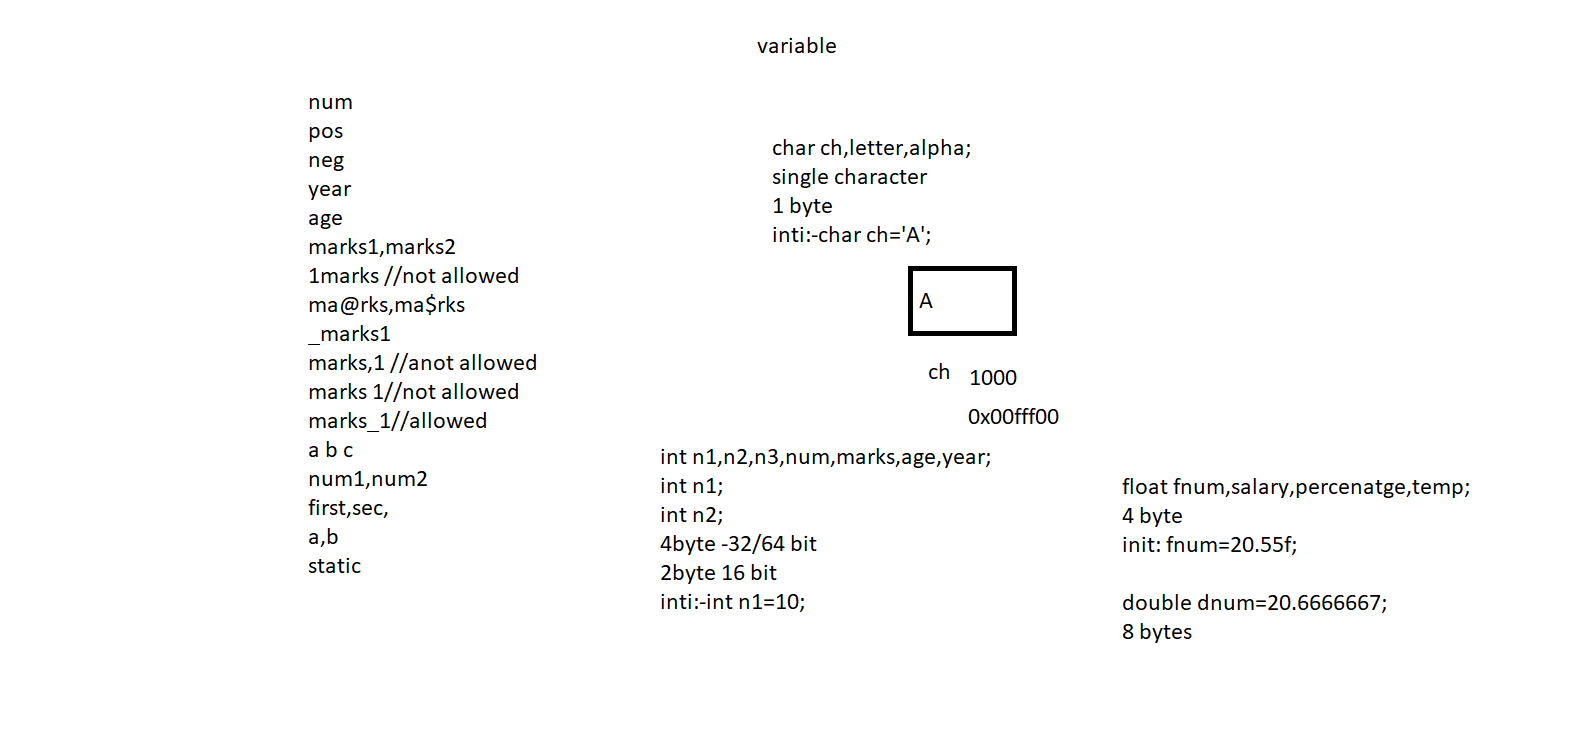 variable
num
pos
neg
year
age
marks1,marks2
1marks //not allowed
ma@rks,ma$rks
_marks1
marks,1 //anot allowed
marks 1//not allowed
marks_1//allowed
a b c
num1,num2
first,sec,
a,b
static
char ch,letter,alpha;
single character
1 byte
inti:-char ch='A';
A
ch
1000
0x00fff00
int n1,n2,n3,num,marks,age,year;
int n1;
int n2;
4byte -32/64 bit
2byte 16 bit
inti:-int n1=10;
float fnum,salary,percenatge,temp;
4 byte
init: fnum=20.55f;
double dnum=20.6666667;
8 bytes